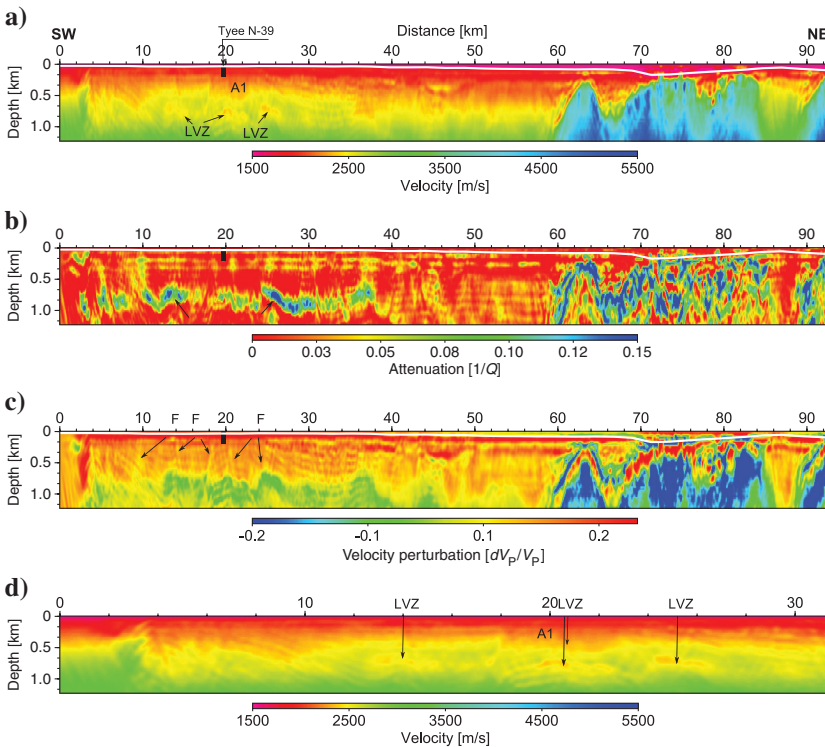 a)
SW
Tyee N-39
Distance [km]
NE
0 10 20 30 40 50 60 70 80 90
Depth [km]
0
0.5
1.0
A1
LVZ
LVZ
1500 2500 3500 4500 5500
Velocity [m/s]
b)
0 10 20 30 40 50 60 70 80 90
Depth [km]
0
0.5
1.0
0 0.03 0.05 0.08 0.10 0.12 0.15
Attenuation [1/Q]
c)
F F F
0 10 20 30 40 50 60 70 80 90
Depth [km]
0
0.5
1.0
-0.2 -0.1 0.1 0.2
Velocity perturbation [dVP/VP]
d)
0 10 20 30
LVZ LVZ LVZ
Depth [km]
0
0.5
1.0
A1
1500 2500 3500 4500 5500
Velocity [m/s]